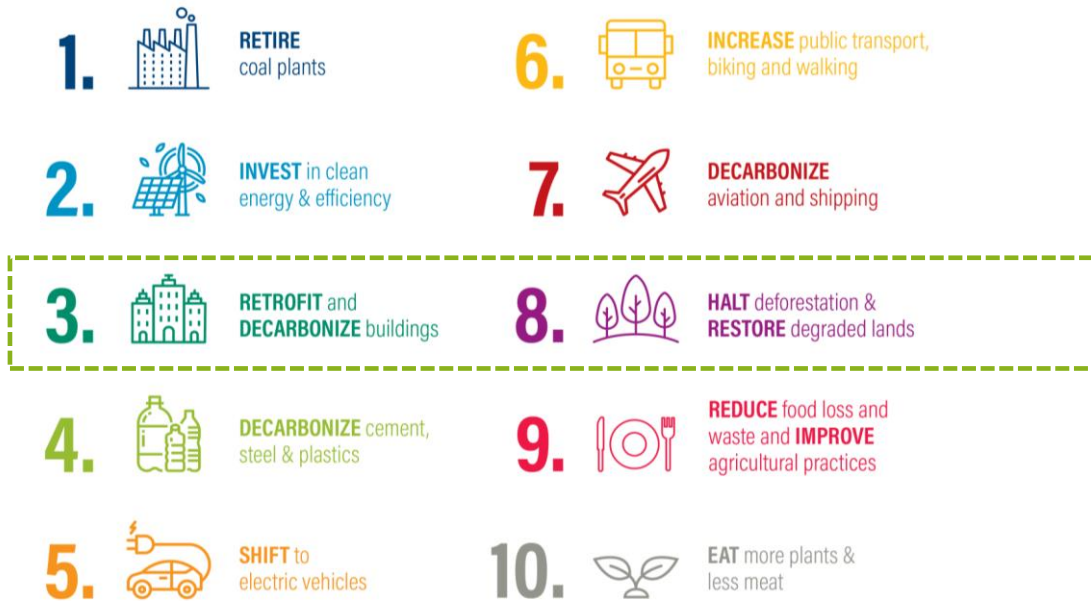 1.
RETIRE
coal plants
2.
INVEST in clean
energy & efficiency
3.
RETROFIT and
DECARBONIZE buildings
4.
DECARBONIZE cement,
steel & plastics
5.
SHIFT to
electric vehicles
6.
INCREASE public transport,
biking and walking
7.
DECARBONIZE
aviation and shipping
8.
HALT deforestation &
RESTORE degraded lands
9.
REDUCE food loss and
waste and IMPROVE
agricultural practices
10.
EAT more plants &
less meat